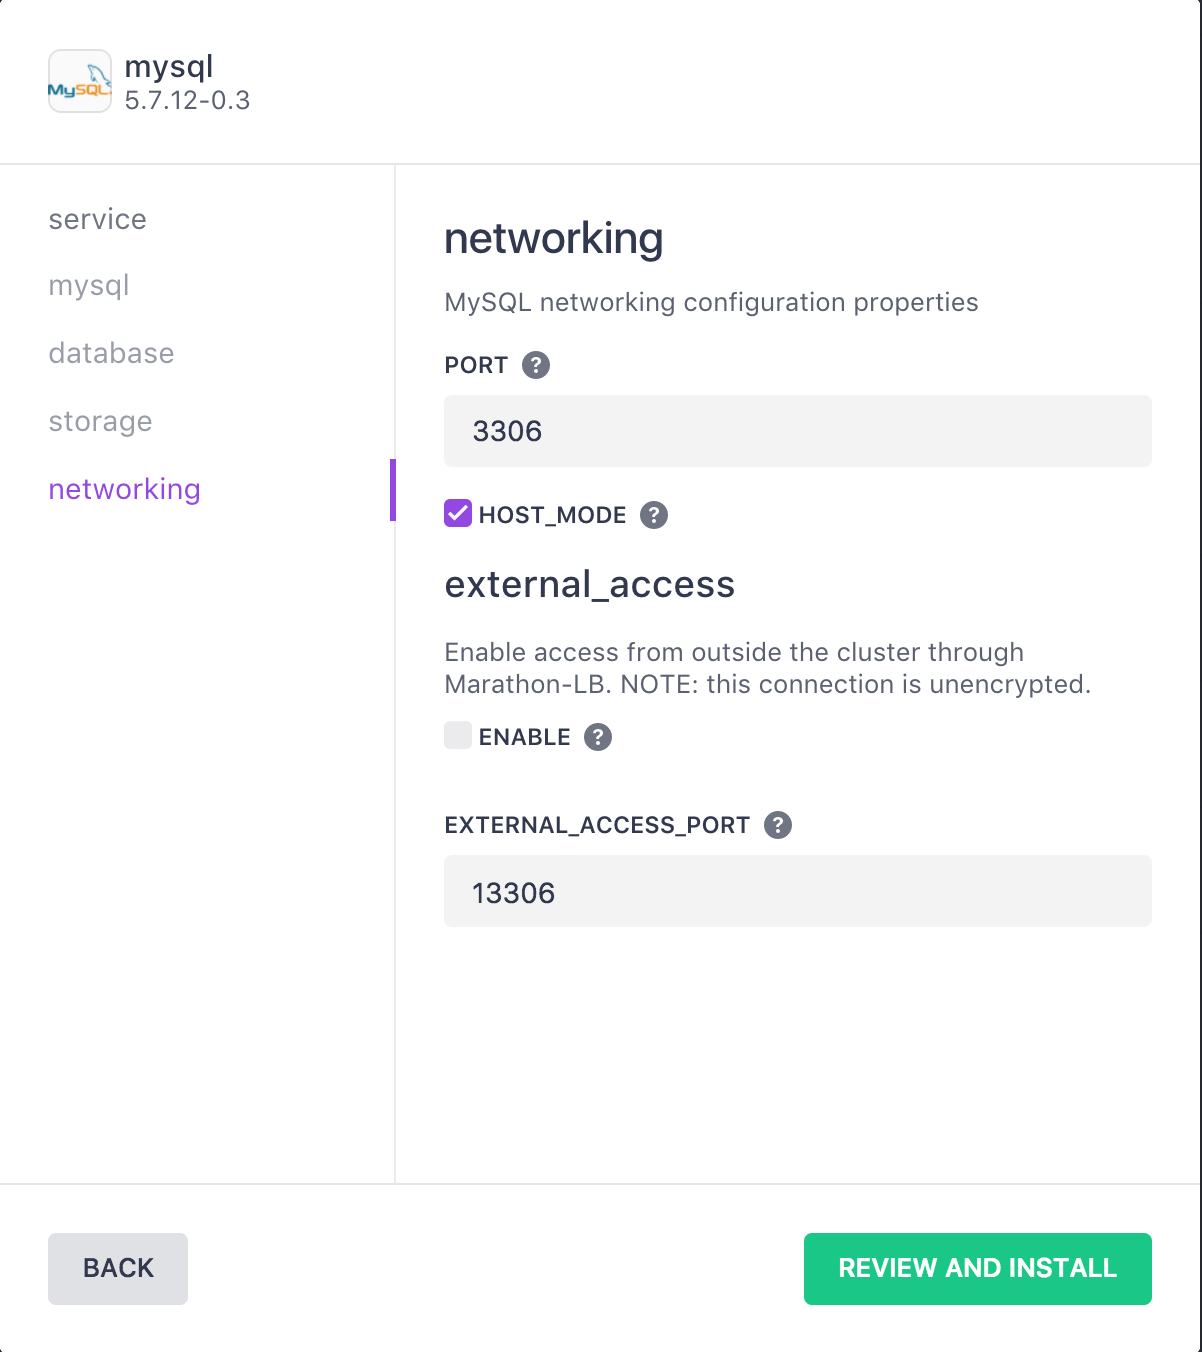 MySQL
mysql
5.7.12-0.3
service
mysql
database
storage
networking
networking
MySQL networking configuration properties
PORT ?
3306
HOST_MODE ?
external_access
Enable access from outside the cluster through
Marathon-LB. NOTE: this connection is unencrypted.
ENABLE ?
EXTERNAL_ACCESS_PORT ?
13306
BACK
REVIEW AND INSTALL